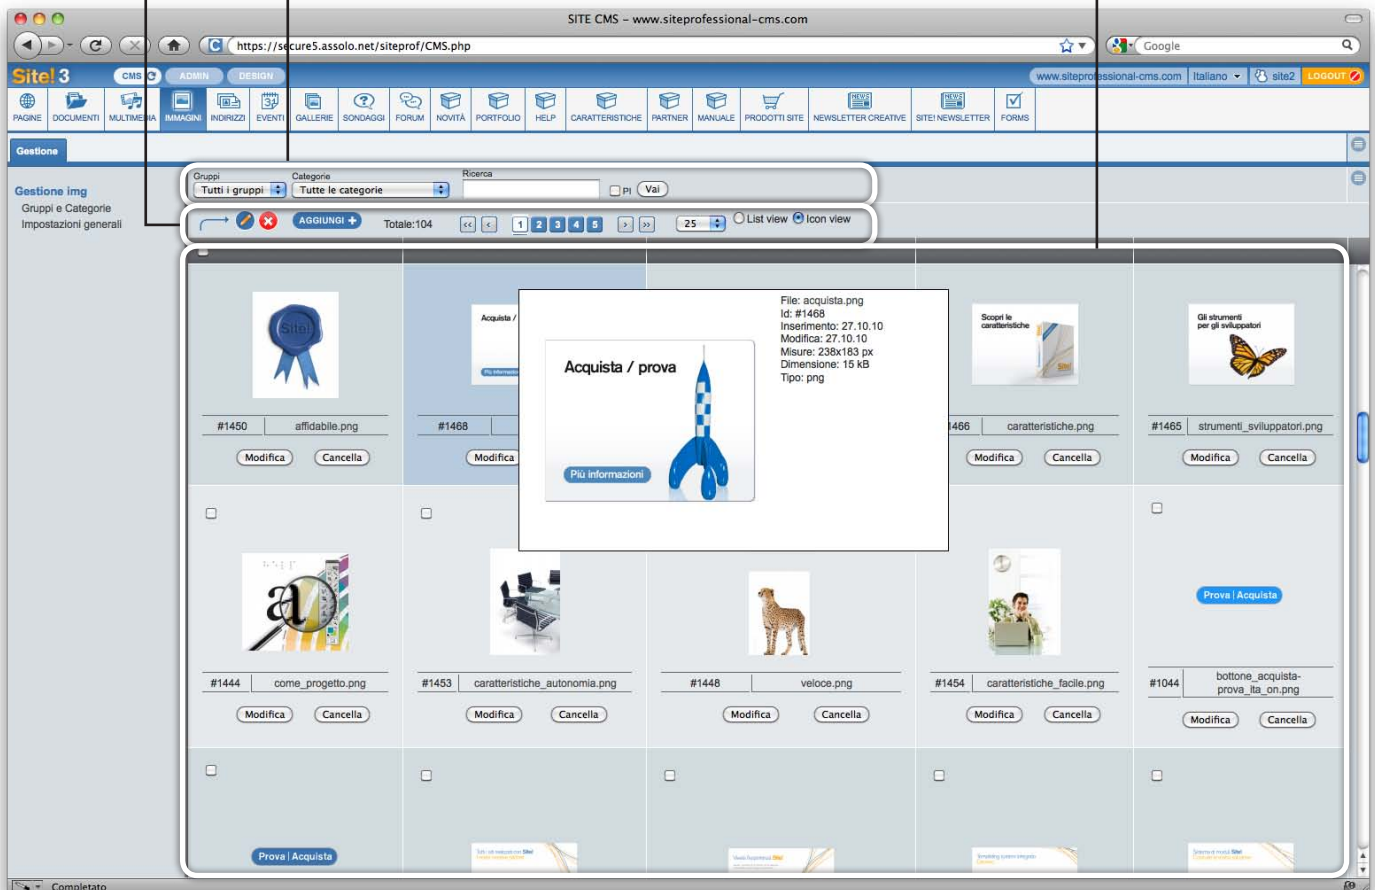 SITE CMS – www.siteprofessional-cms.com
https://secure5.assolo.net/siteprof/CMS.php
Google
Site! 3
CMS
ADMIN
DESIGN
www.siteprofessional-cms.com
Italiano
site2
LOGOUT
PAGINE
DOCUMENTI
MULTIMEDIA
IMMAGINI
INDIRIZZI
EVENTI
GALLERIE
SONDAGGI
FORUM
NOVITÀ
PORTFOLIO
HELP
CARATTERISTICHE
PARTNER
MANUALE
PRODOTTI SITE
NEWSLETTER CREATIVE
SITE! NEWSLETTER
FORMS
Gestione
Gestione img
Gruppi e Categorie
Impostazioni generali
Gruppi
Categorie
Ricerca
Tutti i gruppi
Tutte le categorie
PI
Vai
AGGIUNGI +
Totale:104
1 2 3 4 5
25
List view
Icon view
Site!
Acquista /
Più informazioni
File: acquista.png
Id: #1468
Inserimento: 27.10.10
Modifica: 27.10.10
Misure: 238x183 px
Dimensione: 15 kB
Tipo: png
Acquista / prova
Più informazioni
Scopri le
caratteristiche
Site!
Gli strumenti
per gli sviluppatori
#1450 affidabile.png
#1468
466 caratteristiche.png
#1465 strumenti_sviluppatori.png
Modifica Cancella
Modifica
Modifica Cancella
Modifica Cancella
a
Prova | Acquista
#1444 come_progetto.png
#1453 caratteristiche_autonomia.png
#1448 veloce.png
#1454 caratteristiche_facile.png
#1044 bottone_acquista-
prova_ita_on.png
Modifica Cancella
Modifica Cancella
Modifica Cancella
Modifica Cancella
Modifica Cancella
Prova | Acquista
Completato